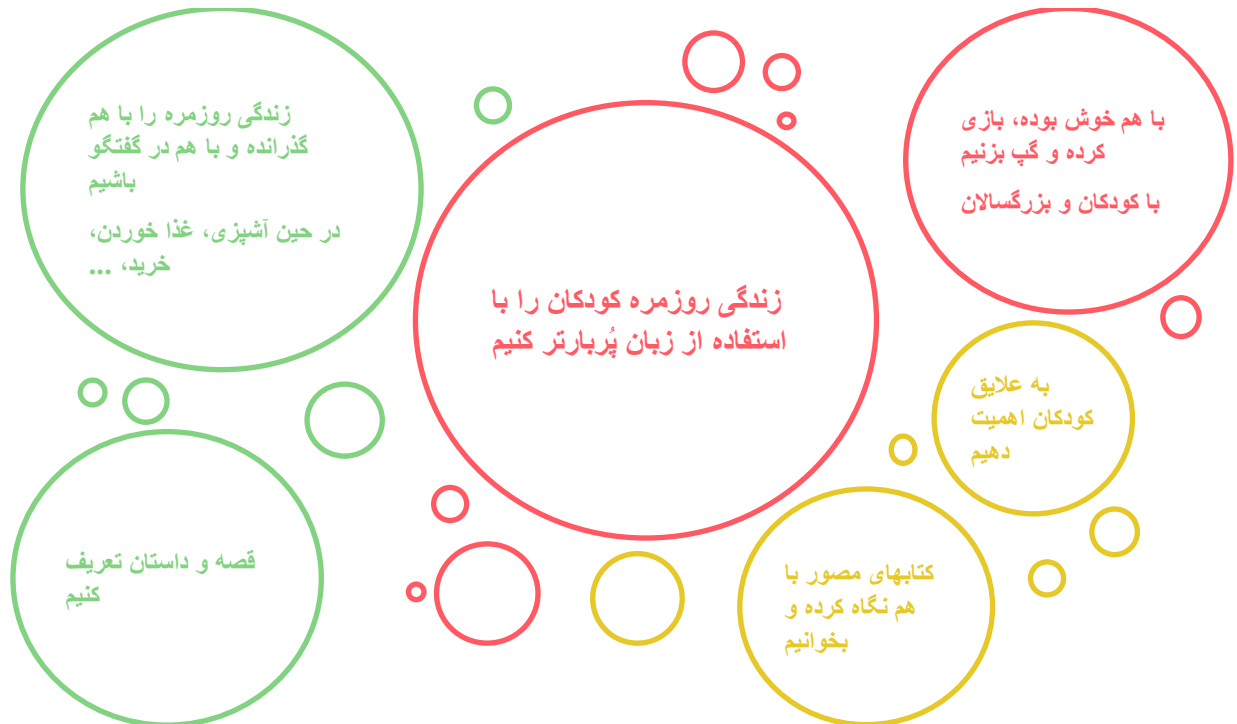 با هم خوش بوده، بازی
کرده و گپ بزنیم
با کودکان و بزرگسالان
زندگی روزمره را با هم
گذرانده و با هم در گفتگو
باشیم
در حین آشپزی، غذا خوردن،
خرید، ...
زندگی روزمره کودکان را با
استفاده از زبان پُربارتر کنیم
به علایق
کودکان اهمیت
دهیم
کتابهای مصور با
هم نگاه کرده و
بخوانیم
قصه و داستان تعریف
کنیم